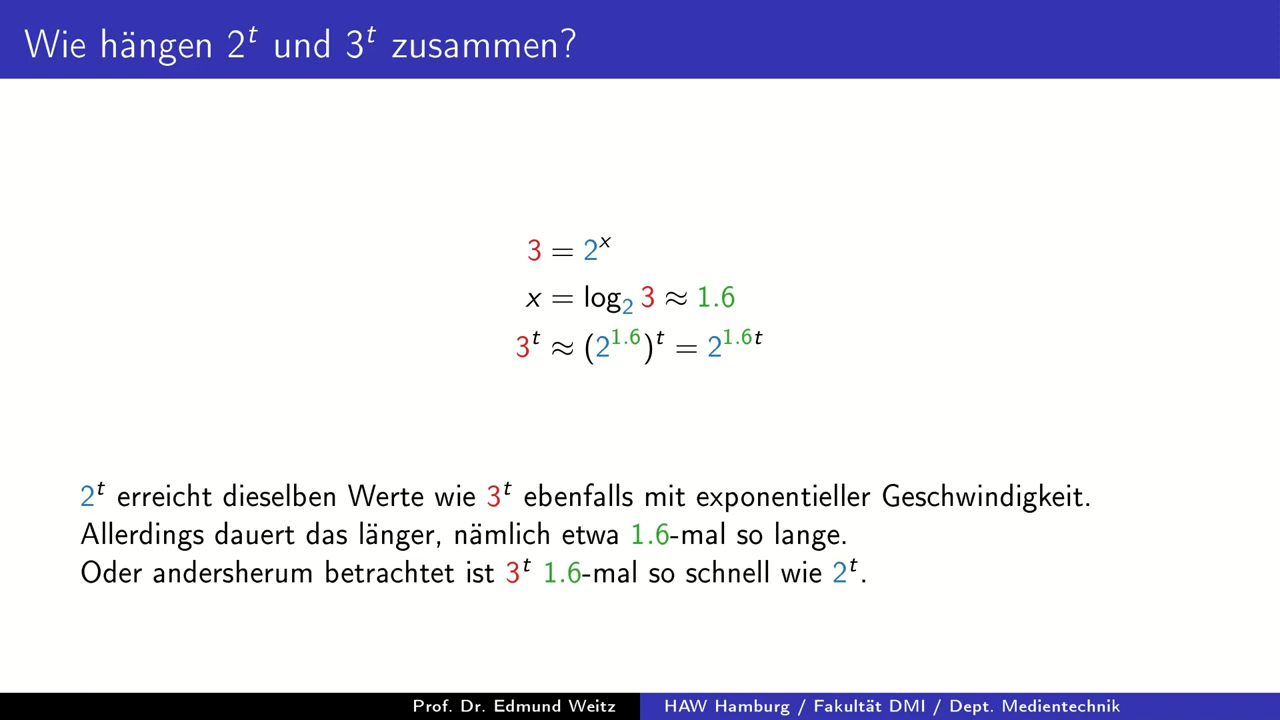 Wie hängen 2^t und 3^t zusammen?
3 = 2^x
x = log_2 3 ≈ 1.6
3^t ≈ (2^1.6)^t = 2^1.6t
2^t erreicht dieselben Werte wie 3^t ebenfalls mit exponentieller Geschwindigkeit.
Allerdings dauert das länger, nämlich etwa 1.6-mal so lange.
Oder andersherum betrachtet ist 3^t 1.6-mal so schnell wie 2^t.
Prof. Dr. Edmund Weitz HAW Hamburg / Fakultät DMI / Dept. Medientechnik